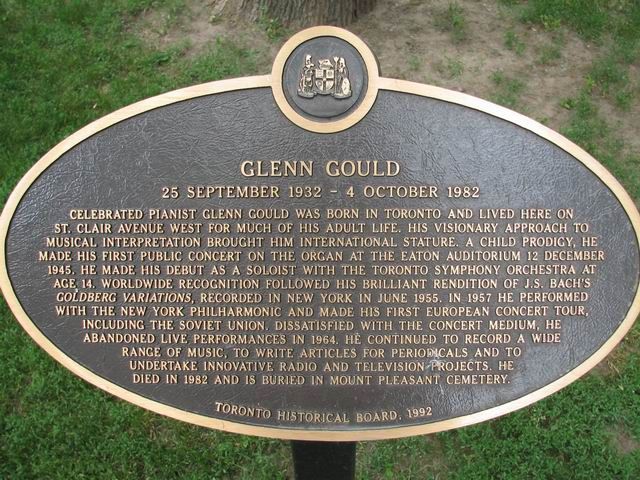 GLENN GOULD
25 SEPTEMBER 1932 - 4 OCTOBER 1982
CELEBRATED PIANIST GLENN GOULD WAS BORN IN TORONTO AND LIVED HERE ON
ST. CLAIR AVENUE WEST FOR MUCH OF HIS ADULT LIFE. HIS VISIONARY APPROACH TO
MUSICAL INTERPRETATION BROUGHT HIM INTERNATIONAL STATURE. A CHILD PRODIGY, HE
MADE HIS FIRST PUBLIC CONCERT ON THE ORGAN AT THE EATON AUDITORIUM 12 DECEMBER
1945. HE MADE HIS DEBUT AS A SOLOIST WITH THE TORONTO SYMPHONY ORCHESTRA AT
AGE 14. WORLDWIDE RECOGNITION FOLLOWED HIS BRILLIANT RENDITION OF J.S. BACH'S
GOLDBERG VARIATIONS, RECORDED IN NEW YORK IN JUNE 1955. IN 1957 HE PERFORMED
WITH THE NEW YORK PHILHARMONIC AND MADE HIS FIRST EUROPEAN CONCERT TOUR,
INCLUDING THE SOVIET UNION. DISSATISFIED WITH THE CONCERT MEDIUM, HE
ABANDONED LIVE PERFORMANCES IN 1964. HE CONTINUED TO RECORD A WIDE
RANGE OF MUSIC, TO WRITE ARTICLES FOR PERIODICALS AND TO
UNDERTAKE INNOVATIVE RADIO AND TELEVISION PROJECTS. HE
DIED IN 1982 AND IS BURIED IN MOUNT PLEASANT CEMETERY.
TORONTO HISTORICAL BOARD, 1992